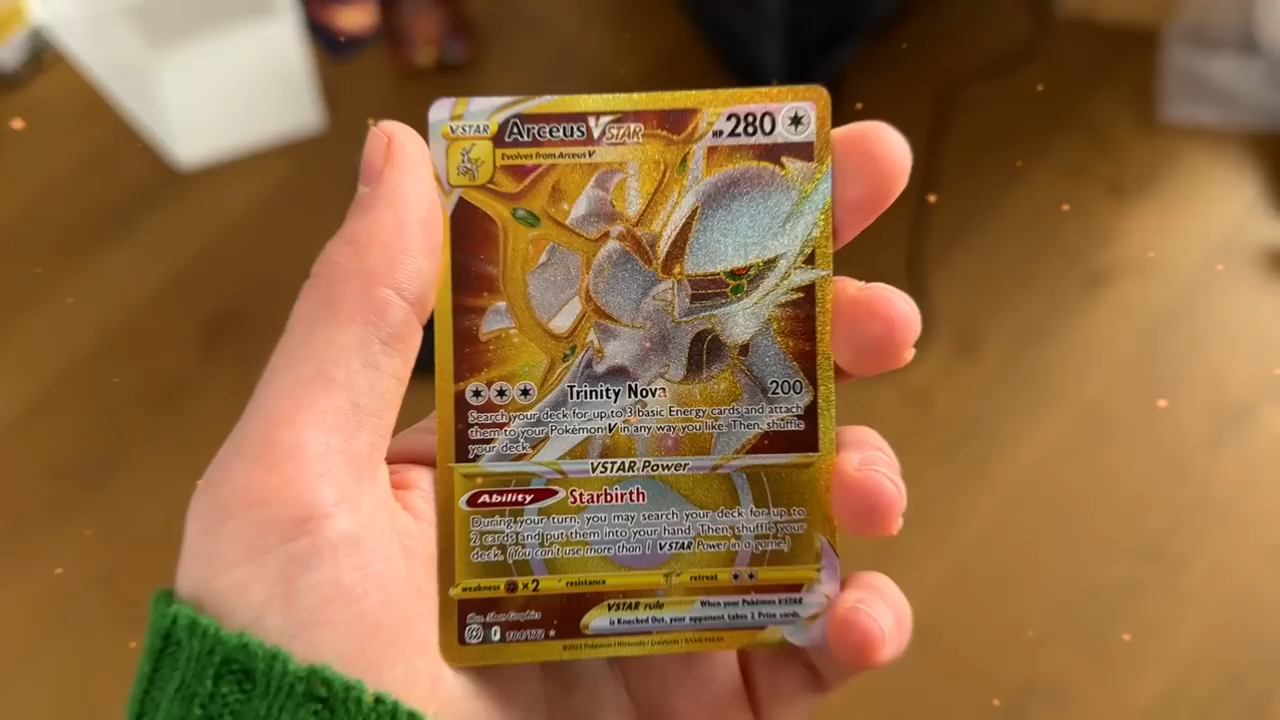 VSTAR Arceus VSTAR HP 280
Evolves from Arceus V
Trinity Nova 200
Search your deck for up to 3 basic Energy cards and attach
them to your Pokémon V in any way you like. Then, shuffle
your deck.
VSTAR Power
Ability Starbirth
During your turn, you may search your deck for up to
2 cards and put them into your hand. Then, shuffle your
deck. (You can't use more than 1 VSTAR Power in a game.)
weakness ×2 resistance retreat
VSTAR rule When your Pokémon VSTAR
is Knocked Out, your opponent takes 2 Prize cards.
Illus. 184/172
©2022 Pokémon / Nintendo / Creatures / GAME FREAK